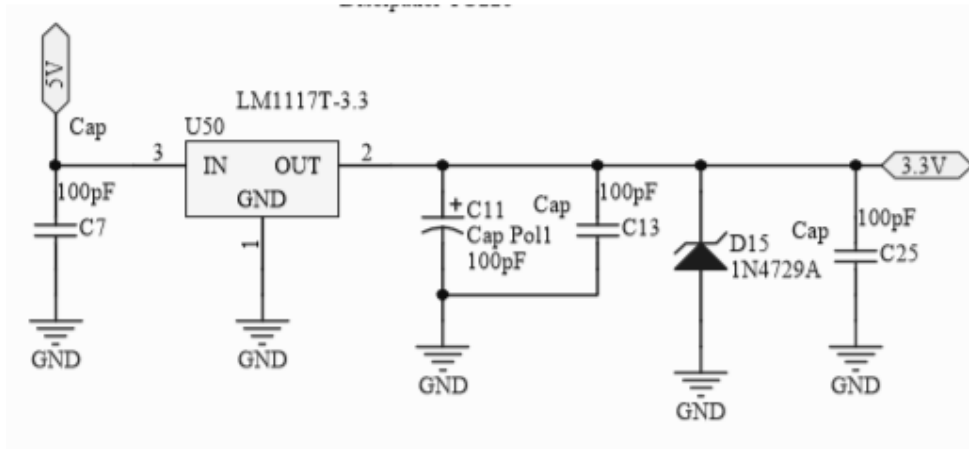 5V
Cap
100pF
C7
GND
LM1117T-3.3
U50
3
IN
OUT
2
GND
1
GND
+
C11
Cap Pol1
100pF
GND
100pF
Cap
C13
D15
1N4729A
GND
100pF
Cap
C25
GND
3.3V